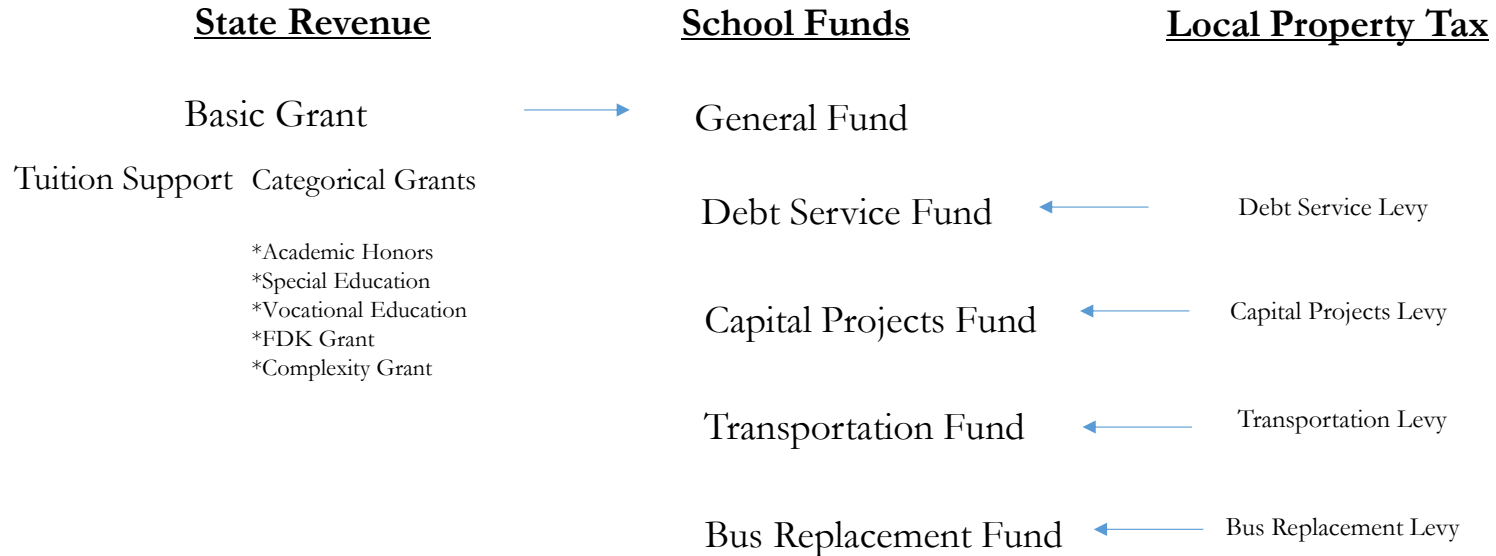 State Revenue
School Funds
Local Property Tax
Basic Grant
General Fund
Tuition Support Categorical Grants
*Academic Honors
*Special Education
*Vocational Education
*FDK Grant
*Complexity Grant
Debt Service Fund
Debt Service Levy
Capital Projects Fund
Capital Projects Levy
Transportation Fund
Transportation Levy
Bus Replacement Fund
Bus Replacement Levy